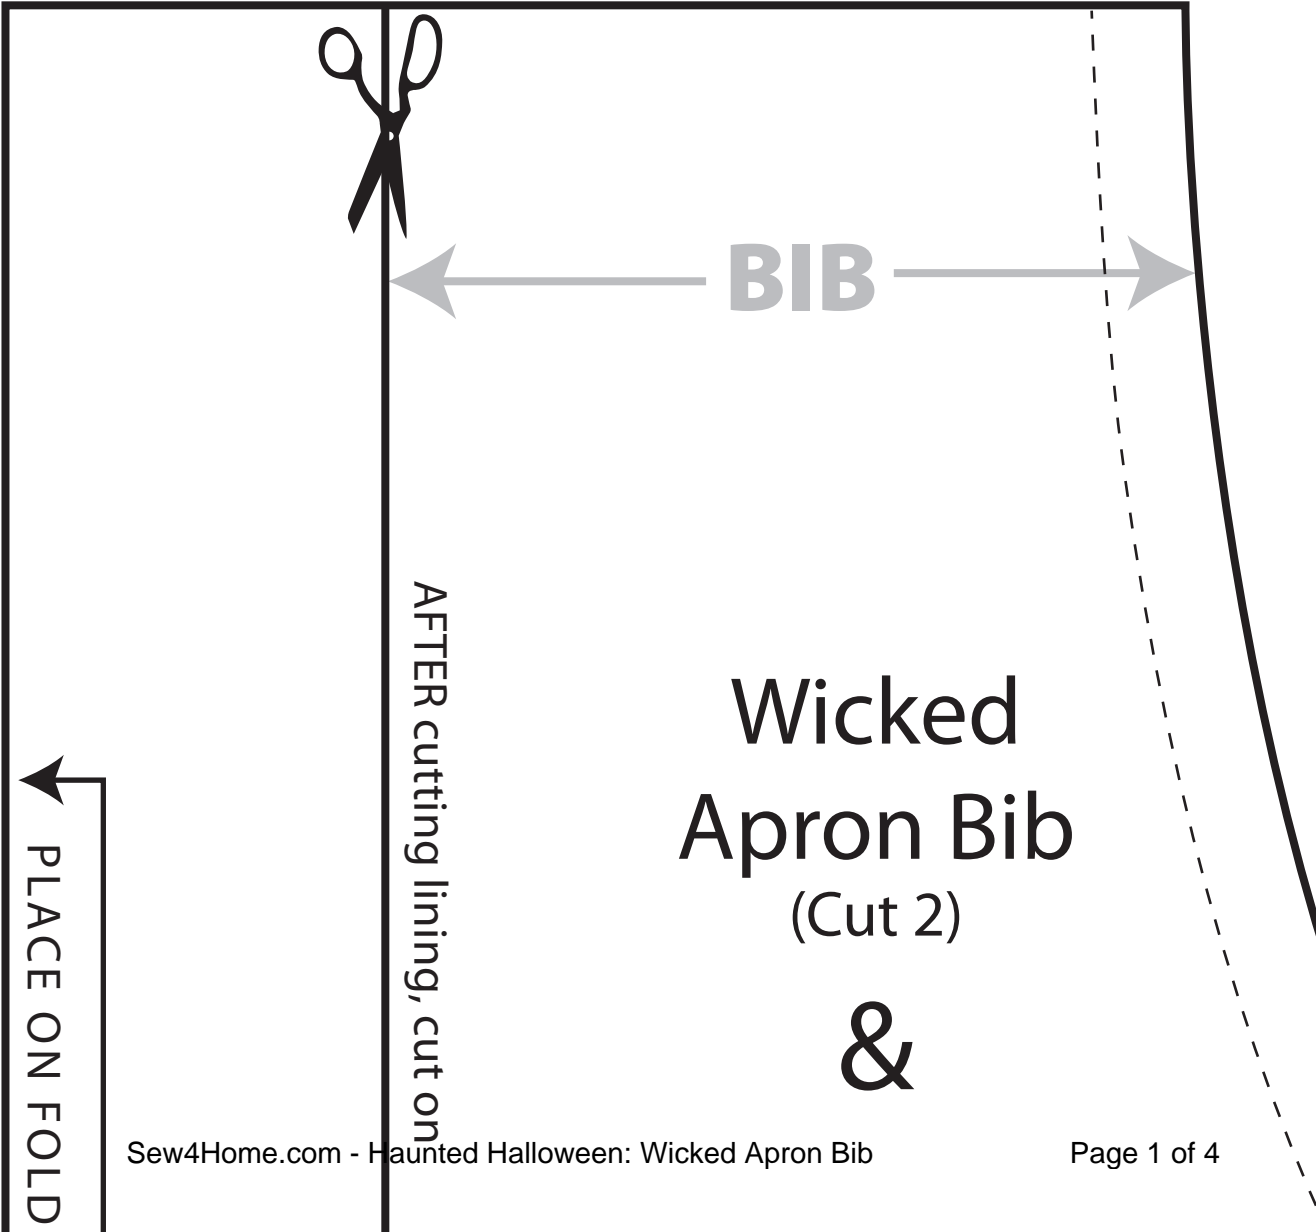 BIB
AFTER cutting lining, cut on
Wicked
Apron Bib
(Cut 2)
&
PLACE ON FOLD
Sew4Home.com - Haunted Halloween: Wicked Apron Bib
Page 1 of 4